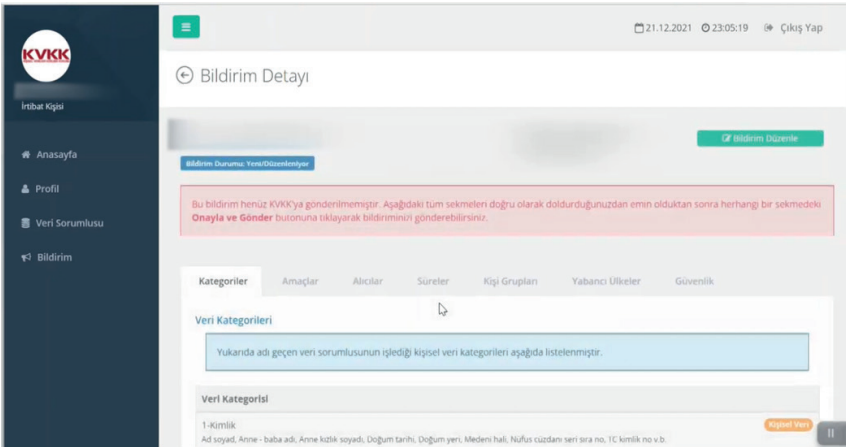 21.12.2021 23:05:19 Çıkış Yap
KVKK
Bildirim Detayı
İrtibat Kişisi
Bildirim Düzenle
Anasayfa
Bildirim Durumu: Yeni/Düzenleniyor
Profil
Bu bildirim henüz KVKK'ya gönderilmemiştir. Aşağıdaki tüm sekmeleri doğru olarak doldurduğunuzdan emin olduktan sonra herhangi bir sekmedeki
Onayla ve Gönder butonuna tıklayarak bildiriminizi gönderebilirsiniz.
Veri Sorumlusu
Bildirim
Kategoriler Amaçlar Alıcılar Süreler Kişi Grupları Yabancı Ülkeler Güvenlik
Veri Kategorileri
Yukarıda adı geçen veri sorumlusunun işlediği kişisel veri kategorileri aşağıda listelenmiştir.
Veri Kategorisi
1-Kimlik
Kişisel Veri
Ad soyad, Anne - baba adı, Anne kızlık soyadı, Doğum tarihi, Doğum yeri, Medeni hali, Nüfus cüzdanı seri sıra no, TC kimlik no v.b.